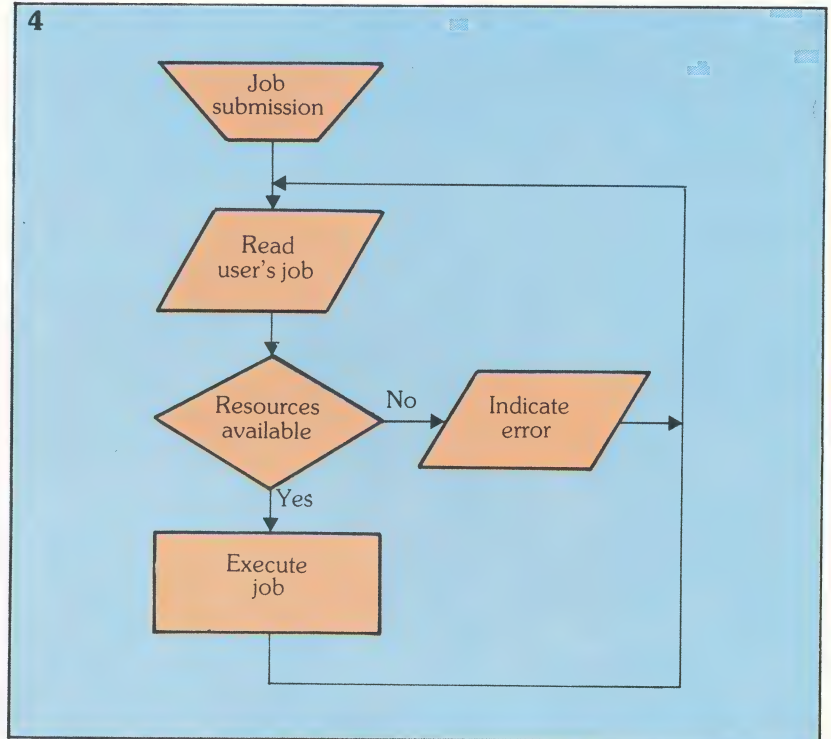 4
Job
submission
Read
user's job
Resources
available
No
Indicate
error
Yes
Execute
job